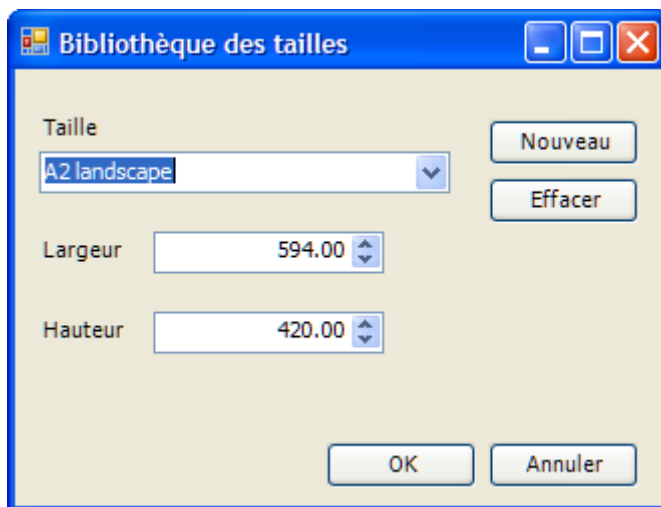 Bibliothèque des tailles
Taille
A2 landscape
Nouveau
Effacer
Largeur 594.00
Hauteur 420.00
OK Annuler